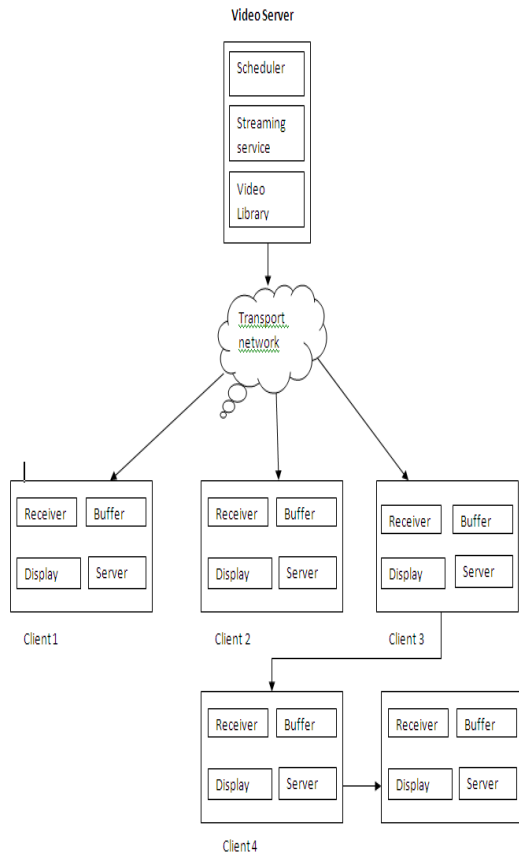 Video Server
Scheduler
Streaming
service
Video
Library
Transport
network
Receiver
Buffer
Display
Server
Client 1
Receiver
Buffer
Display
Server
Client 2
Receiver
Buffer
Display
Server
Client 3
Receiver
Buffer
Display
Server
Client 4
Receiver
Buffer
Display
Server